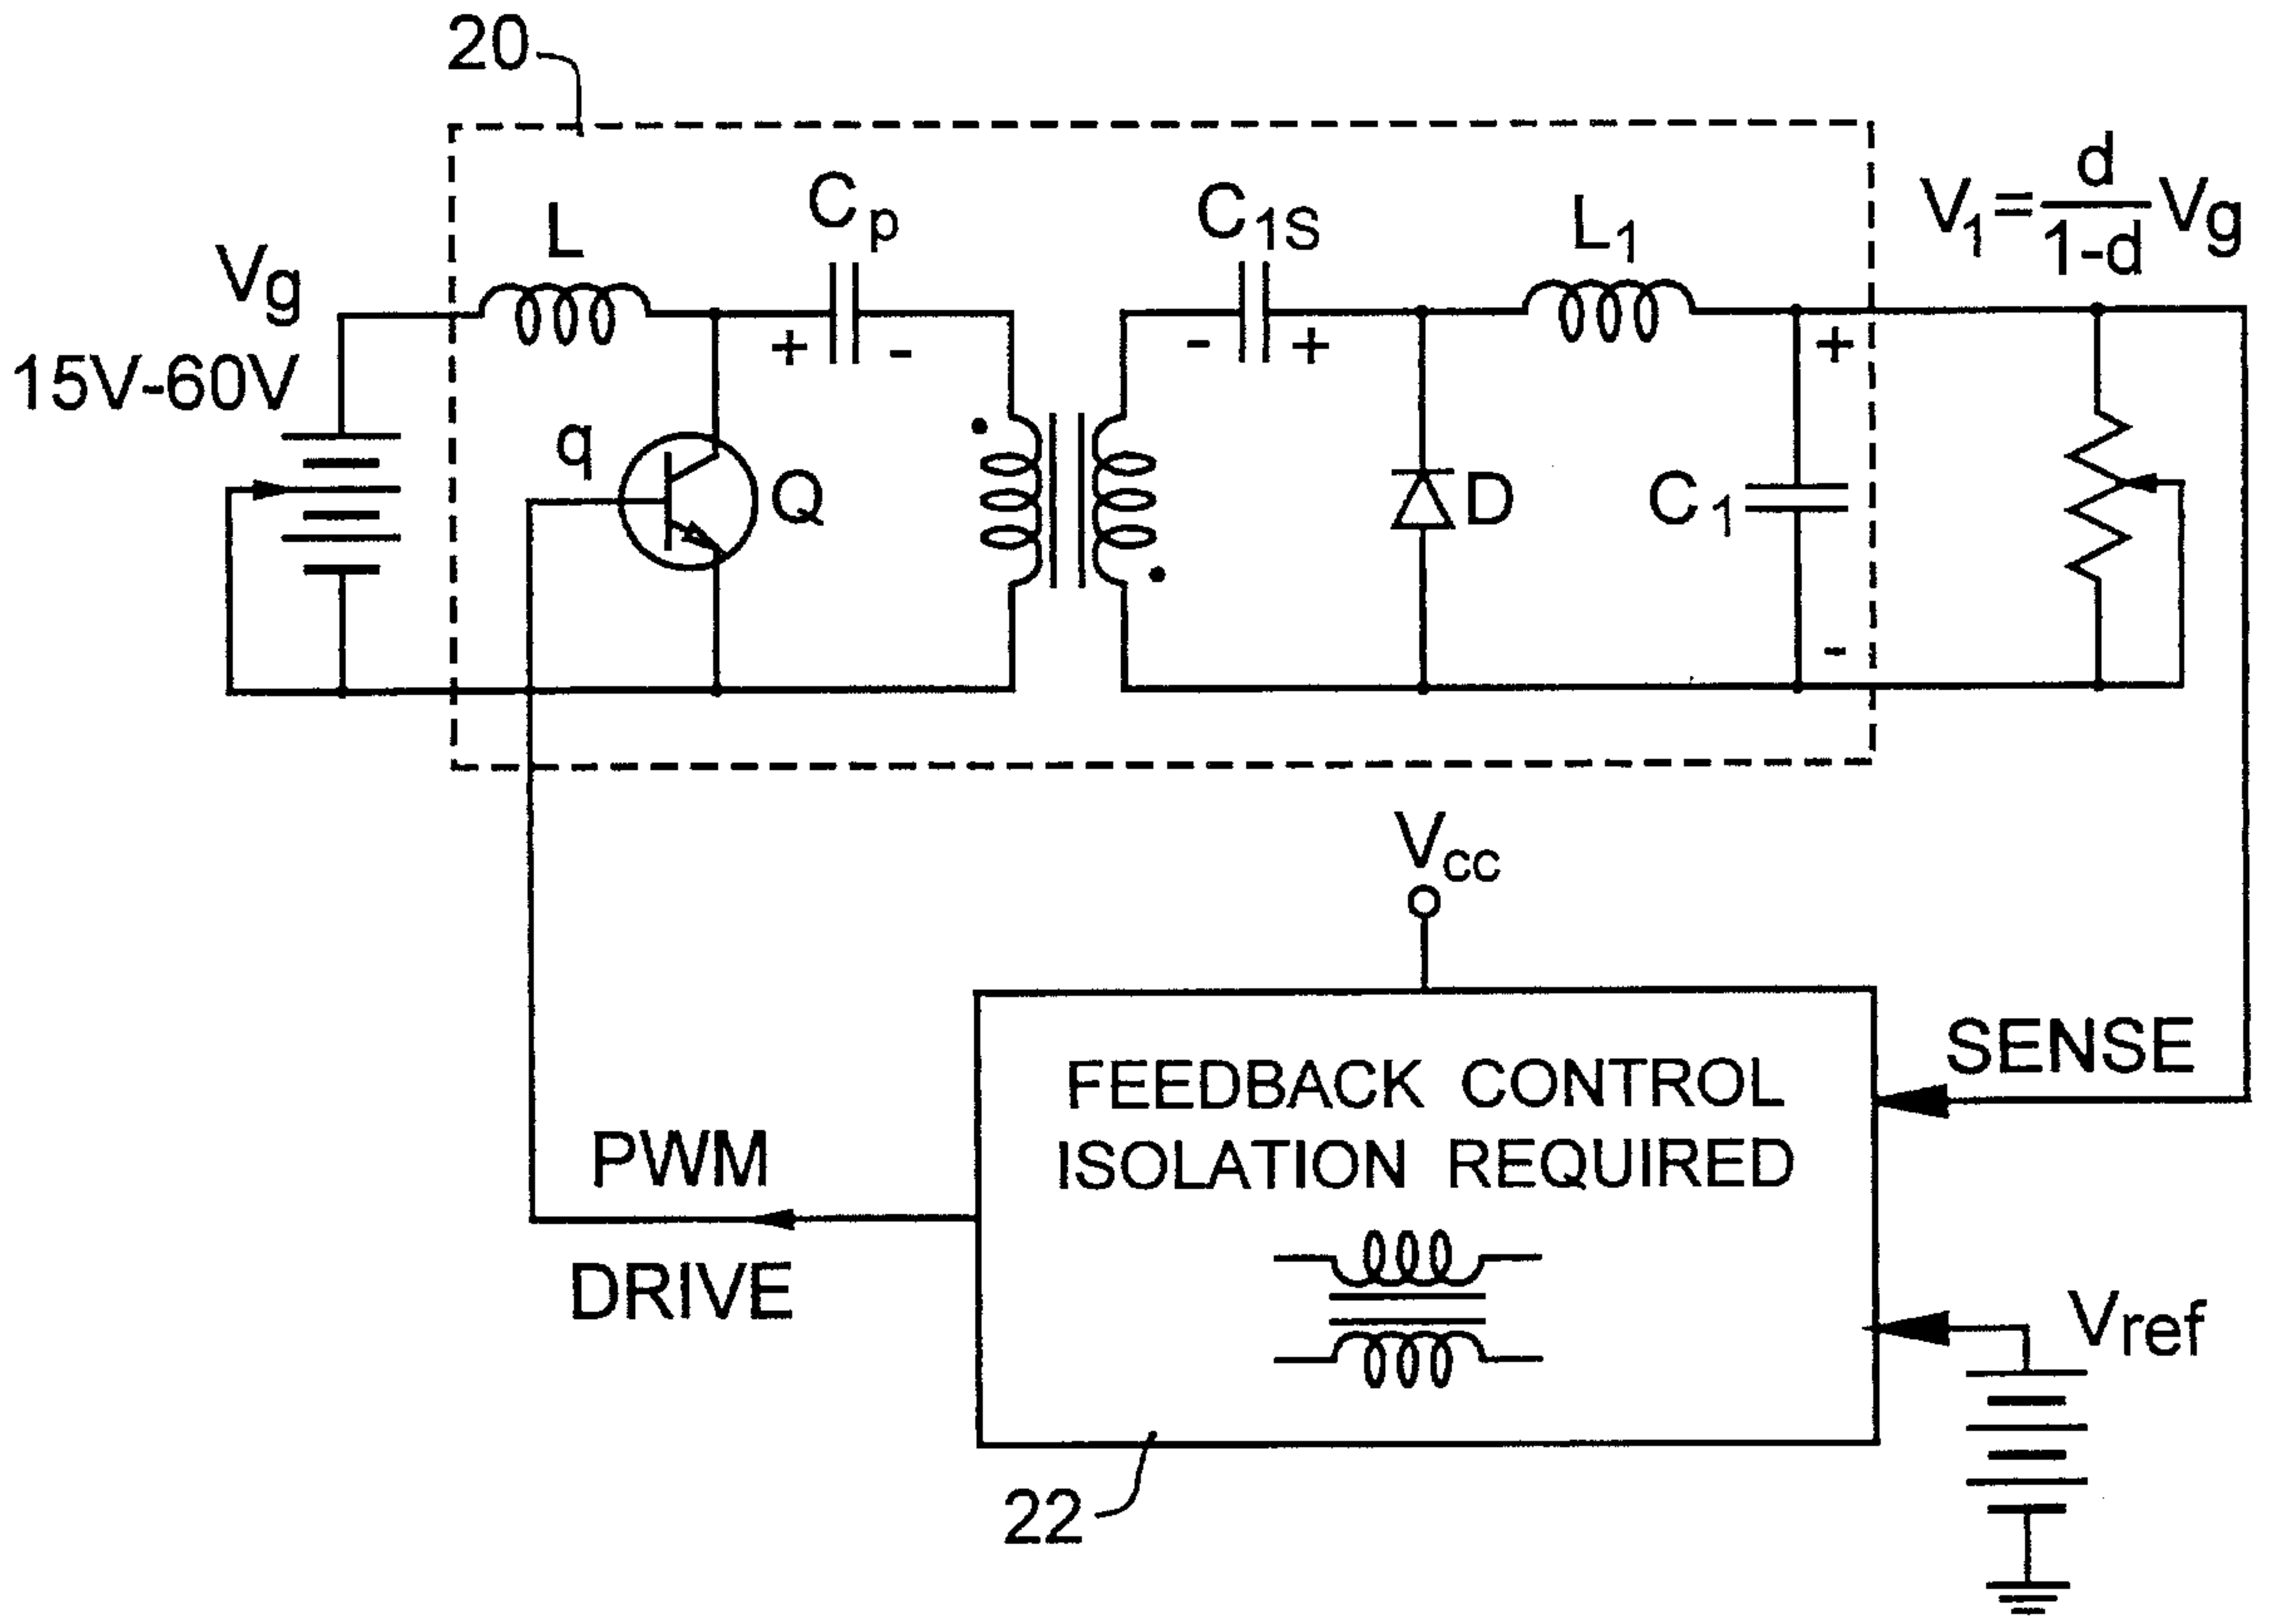 20
Vg
15V-60V
L
Cp
C1S
L1
V1= d/1-d Vg
+
-
-
+
+
q
Q
D
C1
-
Vcc
FEEDBACK CONTROL
ISOLATION REQUIRED
SENSE
PWM
DRIVE
Vref
22